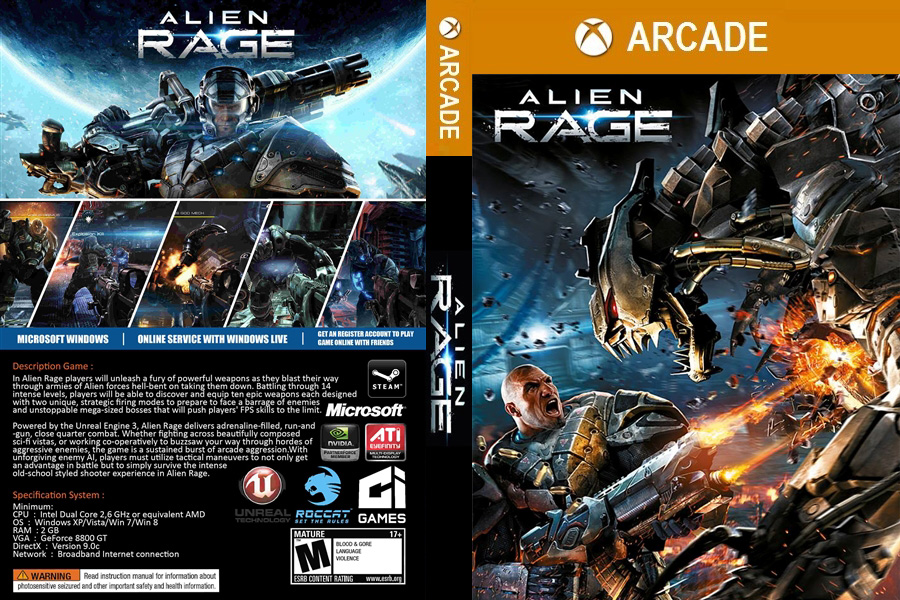 ALIEN
RAGE
MICROSOFT WINDOWS | ONLINE SERVICE WITH WINDOWS LIVE | GET AN REGISTER ACCOUNT TO PLAY
GAME ONLINE WITH FRIENDS
Description Game :
In Alien Rage players will unleash a fury of powerful weapons as they blast their way
through armies of Alien forces hell-bent on taking them down. Battling through 14
intense levels, players will be able to discover and equip ten epic weapons each designed
with two unique, strategic firing modes to prepare to face a barrage of enemies
and unstoppable mega-sized bosses that will push players' FPS skills to the limit.
STEAM™
Microsoft
Powered by the Unreal Engine 3, Alien Rage delivers adrenaline-filled, run-and
-gun, close quarter combat. Whether fighting across beautifully composed
sci-fi vistas, or working co-operatively to buzzsaw your way through hordes of
aggressive enemies, the game is a sustained burst of arcade aggression.With
unforgiving enemy AI, players must utilize tactical maneuvers to not only get
an advantage in battle but to simply survive the intense
old-school styled shooter experience in Alien Rage.
NVIDIA
ATI
EYEFINITY
MULTI-DISPLAY
TECHNOLOGY
Specification System :
Minimum:
CPU : Intel Dual Core 2,6 GHz or equivalent AMD
OS : Windows XP/Vista/Win 7/Win 8
RAM : 2 GB
VGA : GeForce 8800 GT
DirectX : Version 9.0c
Network : Broadband Internet connection
UNREAL
TECHNOLOGY
ROCCAT
SET THE RULES
CI
GAMES
MATURE 17+
M
BLOOD & GORE
LANGUAGE
VIOLENCE
ESRB CONTENT RATING www.esrb.org
WARNING Read instruction manual for information about
photosensitive seizured and other important safety and health information.
ARCADE
ALIEN
RAGE
ARCADE
ALIEN
RAGE